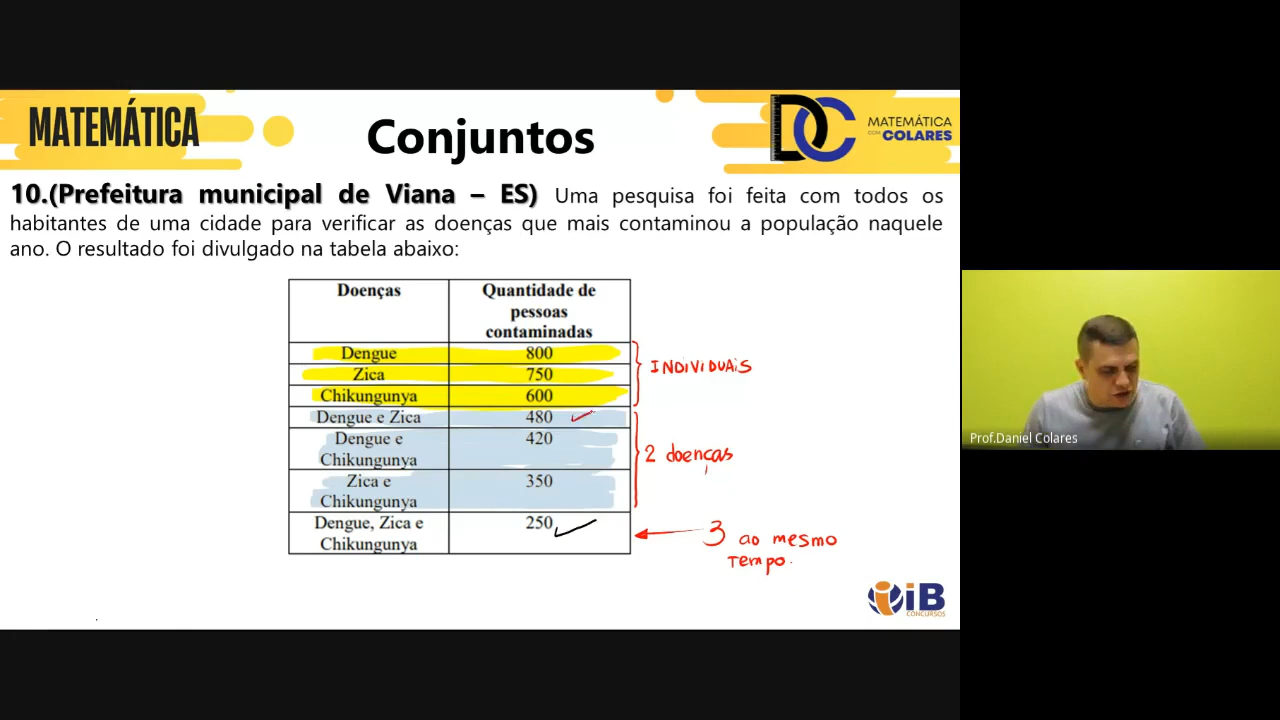 MATEMÁTICA
Conjuntos
DC
MATEMÁTICA
COM COLARES
10.(Prefeitura municipal de Viana – ES) Uma pesquisa foi feita com todos os
habitantes de uma cidade para verificar as doenças que mais contaminou a população naquele
ano. O resultado foi divulgado na tabela abaixo:
Doenças
Quantidade de
pessoas
contaminadas
Dengue 800
Zica 750
Chikungunya 600
INDIVIDUAIS
Dengue e Zica 480
Dengue e 420
Chikungunya
2 doenças
Zica e 350
Chikungunya
Dengue, Zica e 250
Chikungunya
3 ao mesmo
tempo.
Prof.Daniel Colares
iB
CONCURSOS